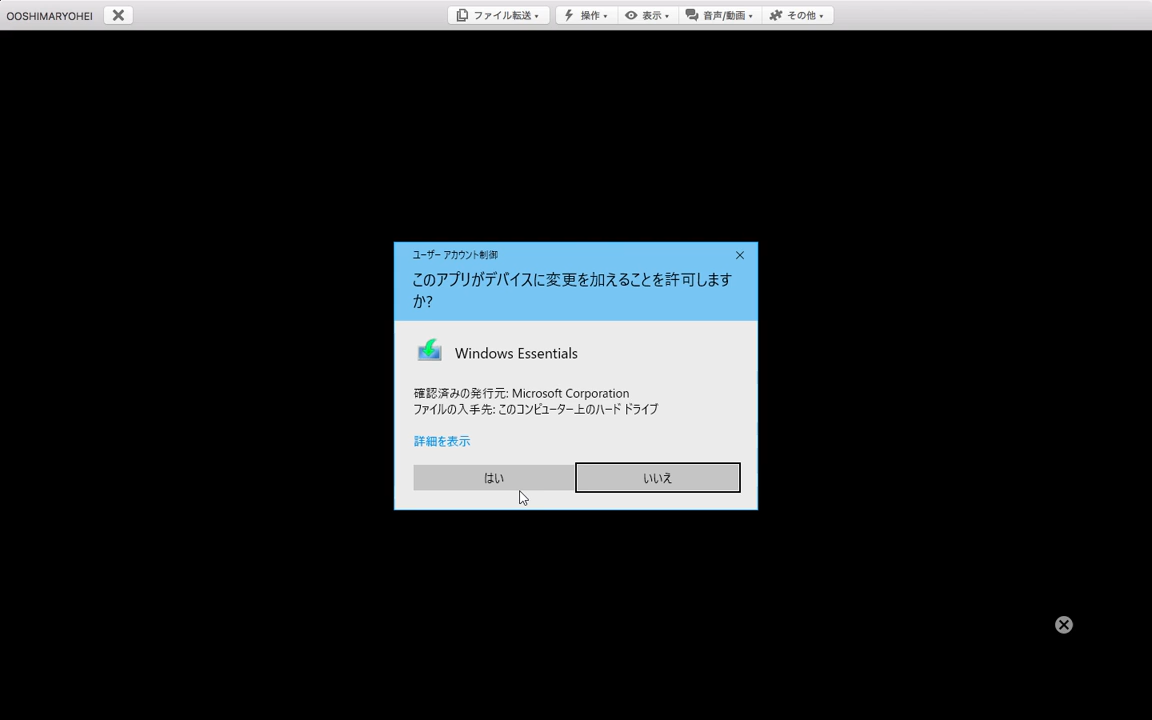 OOSHIMARYOHEI
ファイル転送 操作 表示 音声/動画 その他
ユーザー アカウント制御
このアプリがデバイスに変更を加えることを許可します
か?
Windows Essentials
確認済みの発行元: Microsoft Corporation
ファイルの入手先: このコンピューター上のハード ドライブ
詳細を表示
はい いいえ